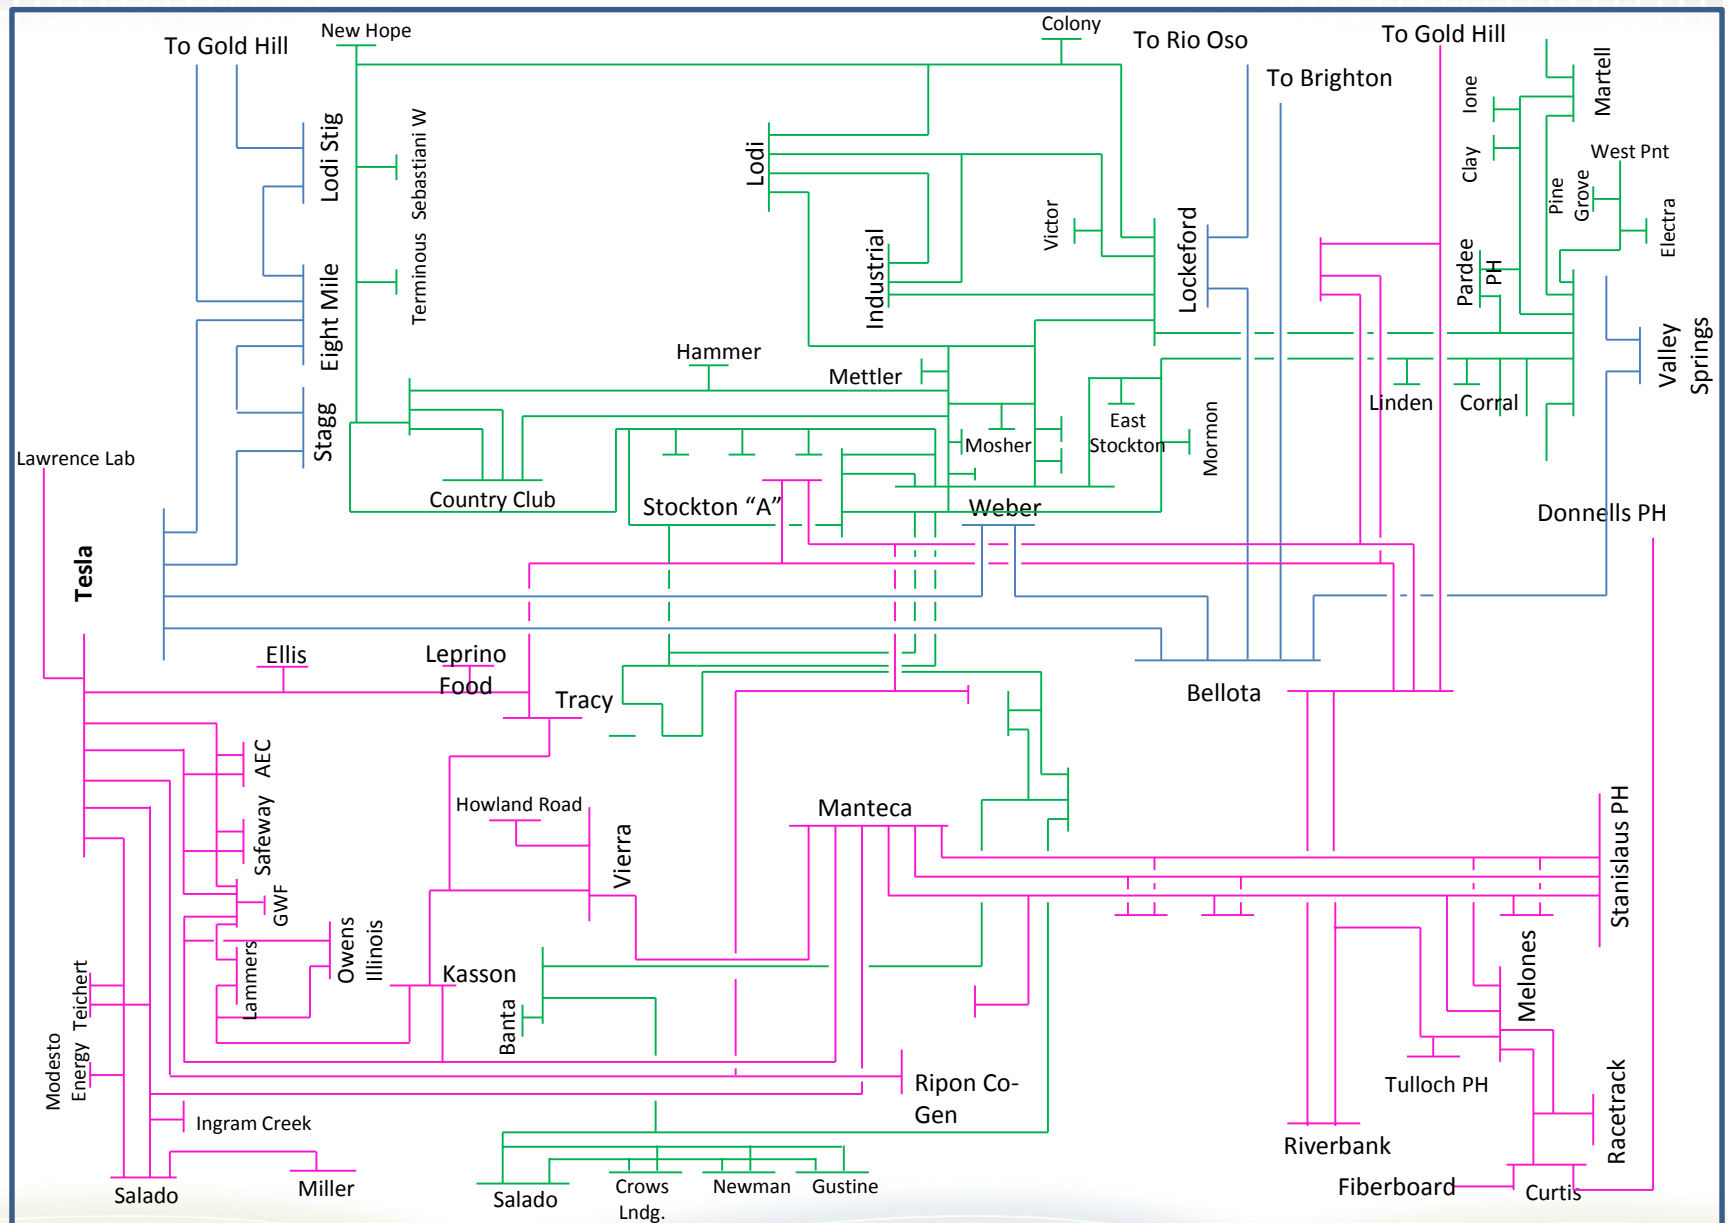 To Gold Hill
New Hope
Colony
To Rio Oso
To Gold Hill
To Brighton
Lodi Stig
Sebastiani W
Terminous
Lodi
Industrial
Victor
Lockeford
Ione
Clay
Martell
West Pnt
Pine
Grove
Electra
Pardee
PH
Valley
Springs
Eight Mile
Stagg
Hammer
Mettler
Mosher
East
Stockton
Mormon
Linden
Corral
Lawrence Lab
Country Club
Stockton “A”
Weber
Donnells PH
Tesla
Ellis
Leprino
Food
Tracy
Bellota
AEC
Safeway
GWF
Lammers
Owens
Illinois
Howland Road
Vierra
Manteca
Stanislaus PH
Kasson
Banta
Melones
Teichert
Modesto
Energy
Ripon Co-
Gen
Tulloch PH
Racetrack
Ingram Creek
Riverbank
Salado
Miller
Salado
Crows
Lndg.
Newman
Gustine
Fiberboard
Curtis